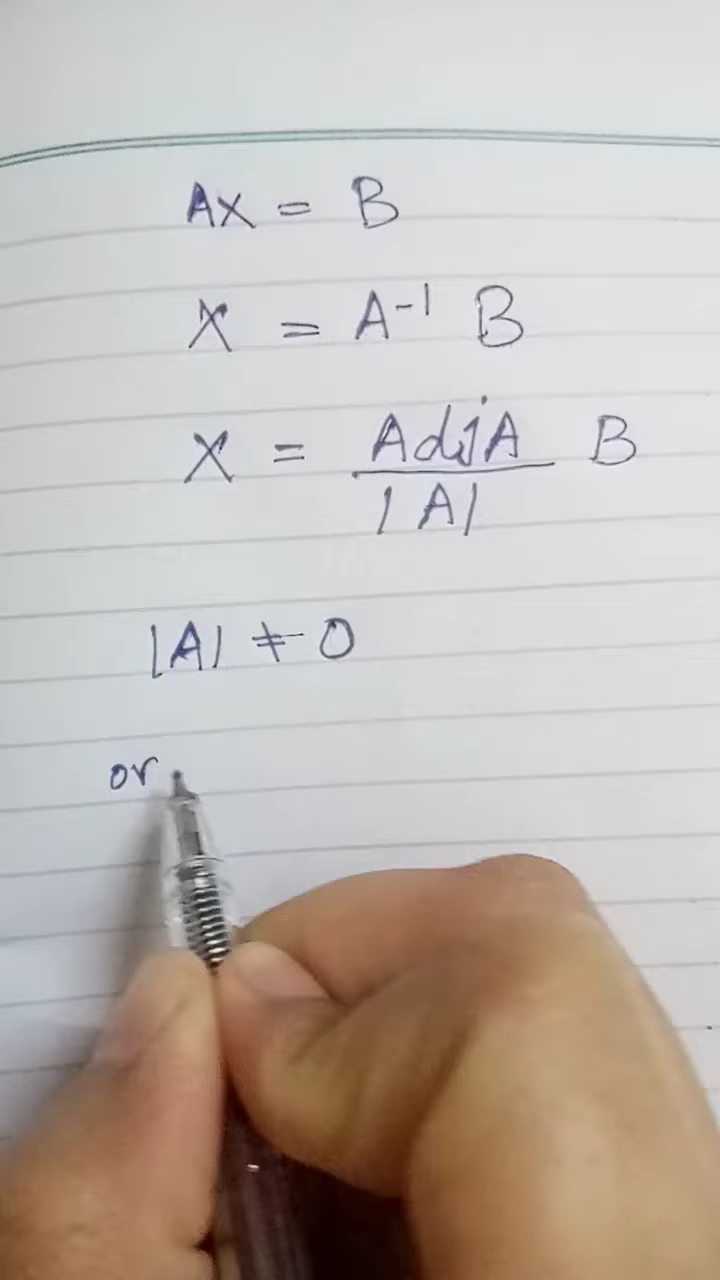 AX = B
X = A⁻¹ B
X = AdjA / |A| B
|A| ≠ 0
or